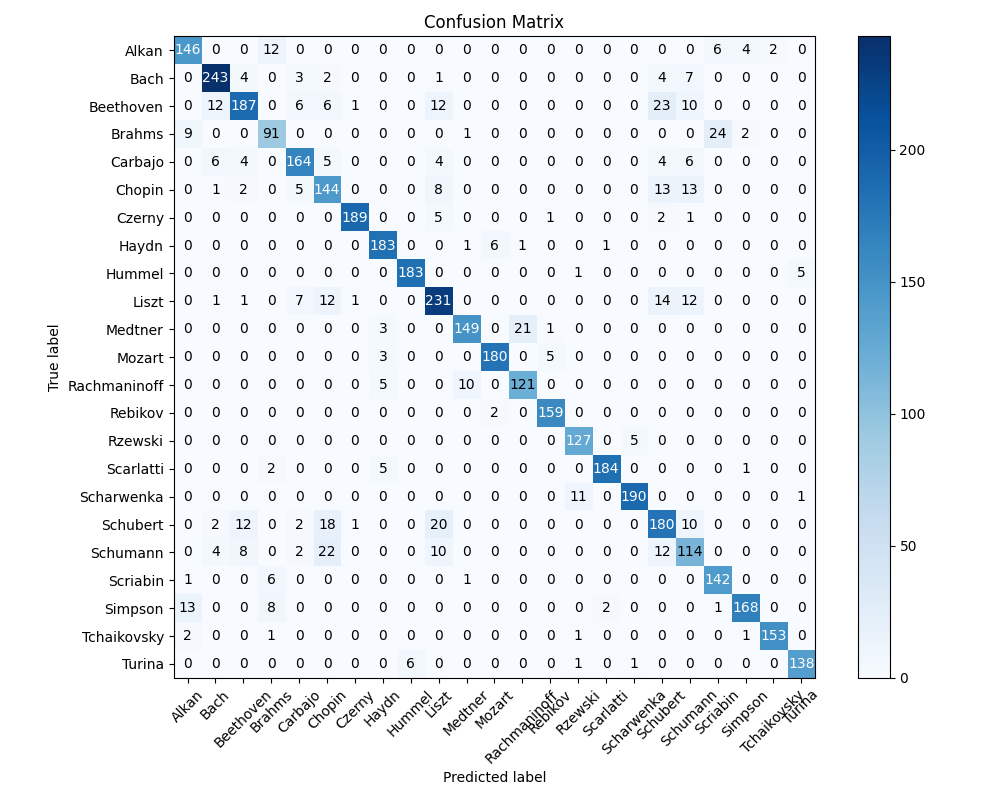 Confusion Matrix
Alkan 146 0 0 12 0 0 0 0 0 0 0 0 0 0 0 0 0 0 0 6 4 2 0
Bach 0 243 4 0 3 2 0 0 0 1 0 0 0 0 0 0 0 4 7 0 0 0 0
Beethoven 0 12 187 0 6 6 1 0 0 12 0 0 0 0 0 0 0 23 10 0 0 0 0
Brahms 9 0 0 91 0 0 0 0 0 0 1 0 0 0 0 0 0 0 0 24 2 0 0
Carbajo 0 6 4 0 164 5 0 0 0 4 0 0 0 0 0 0 0 4 6 0 0 0 0
Chopin 0 1 2 0 5 144 0 0 0 8 0 0 0 0 0 0 0 13 13 0 0 0 0
Czerny 0 0 0 0 0 0 189 0 0 5 0 0 0 1 0 0 0 2 1 0 0 0 0
Haydn 0 0 0 0 0 0 0 183 0 0 1 6 1 0 0 1 0 0 0 0 0 0 0
Hummel 0 0 0 0 0 0 0 0 183 0 0 0 0 0 1 0 0 0 0 0 0 0 5
Liszt 0 1 1 0 7 12 1 0 0 231 0 0 0 0 0 0 0 14 12 0 0 0 0
Medtner 0 0 0 0 0 0 0 3 0 0 149 0 21 1 0 0 0 0 0 0 0 0 0
Mozart 0 0 0 0 0 0 0 3 0 0 0 180 0 5 0 0 0 0 0 0 0 0 0
Rachmaninoff 0 0 0 0 0 0 0 5 0 0 10 0 121 0 0 0 0 0 0 0 0 0 0
Rebikov 0 0 0 0 0 0 0 0 0 0 0 2 0 159 0 0 0 0 0 0 0 0 0
Rzewski 0 0 0 0 0 0 0 0 0 0 0 0 0 0 127 0 5 0 0 0 0 0 0
Scarlatti 0 0 0 2 0 0 0 5 0 0 0 0 0 0 0 184 0 0 0 0 1 0 0
Scharwenka 0 0 0 0 0 0 0 0 0 0 0 0 0 0 11 0 190 0 0 0 0 0 1
Schubert 0 2 12 0 2 18 1 0 0 20 0 0 0 0 0 0 0 180 10 0 0 0 0
Schumann 0 4 8 0 2 22 0 0 0 10 0 0 0 0 0 0 0 12 114 0 0 0 0
Scriabin 1 0 0 6 0 0 0 0 0 0 1 0 0 0 0 0 0 0 0 142 0 0 0
Simpson 13 0 0 8 0 0 0 0 0 0 0 0 0 0 0 2 0 0 0 1 168 0 0
Tchaikovsky 2 0 0 1 0 0 0 0 0 0 0 0 0 0 1 0 0 0 0 0 1 153 0
Turina 0 0 0 0 0 0 0 0 6 0 0 0 0 0 1 0 1 0 0 0 0 0 138
Alkan Bach Beethoven Brahms Carbajo Chopin Czerny Haydn Hummel Liszt Medtner Mozart Rachmaninoff Rebikov Rzewski Scarlatti Scharwenka Schubert Schumann Scriabin Simpson Tchaikovsky Turina
Predicted label
True label
200
150
100
50
0